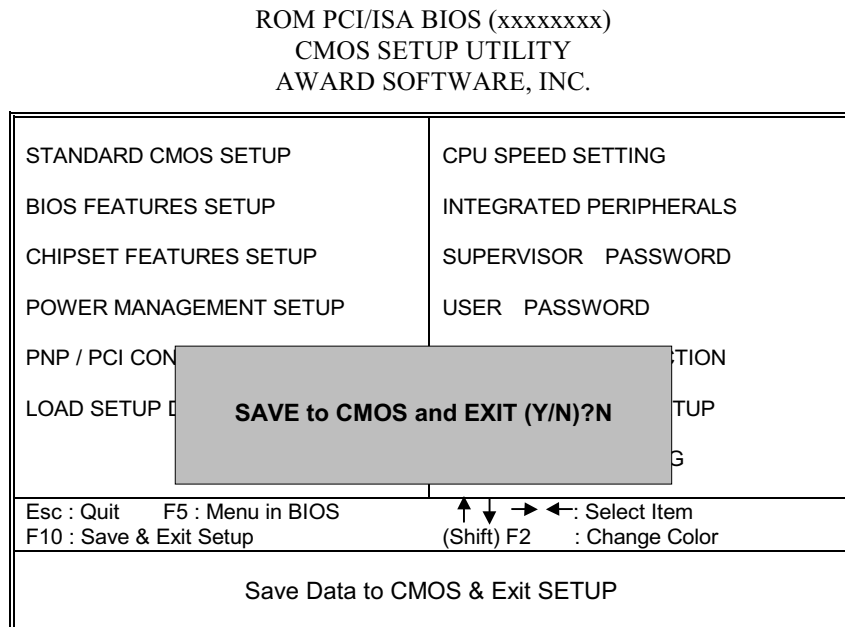 ROM PCI/ISA BIOS (xxxxxxxx)
CMOS SETUP UTILITY
AWARD SOFTWARE, INC.
STANDARD CMOS SETUP
BIOS FEATURES SETUP
CHIPSET FEATURES SETUP
POWER MANAGEMENT SETUP
PNP / PCI
LOAD SETUP
CPU SPEED SETTING
INTEGRATED PERIPHERALS
SUPERVISOR PASSWORD
USER PASSWORD
SAVE to CMOS and EXIT (Y/N)?N
Esc : Quit F5 : Menu in BIOS ↑ ↓ → ←: Select Item
F10 : Save & Exit Setup (Shift) F2 : Change Color
Save Data to CMOS & Exit SETUP